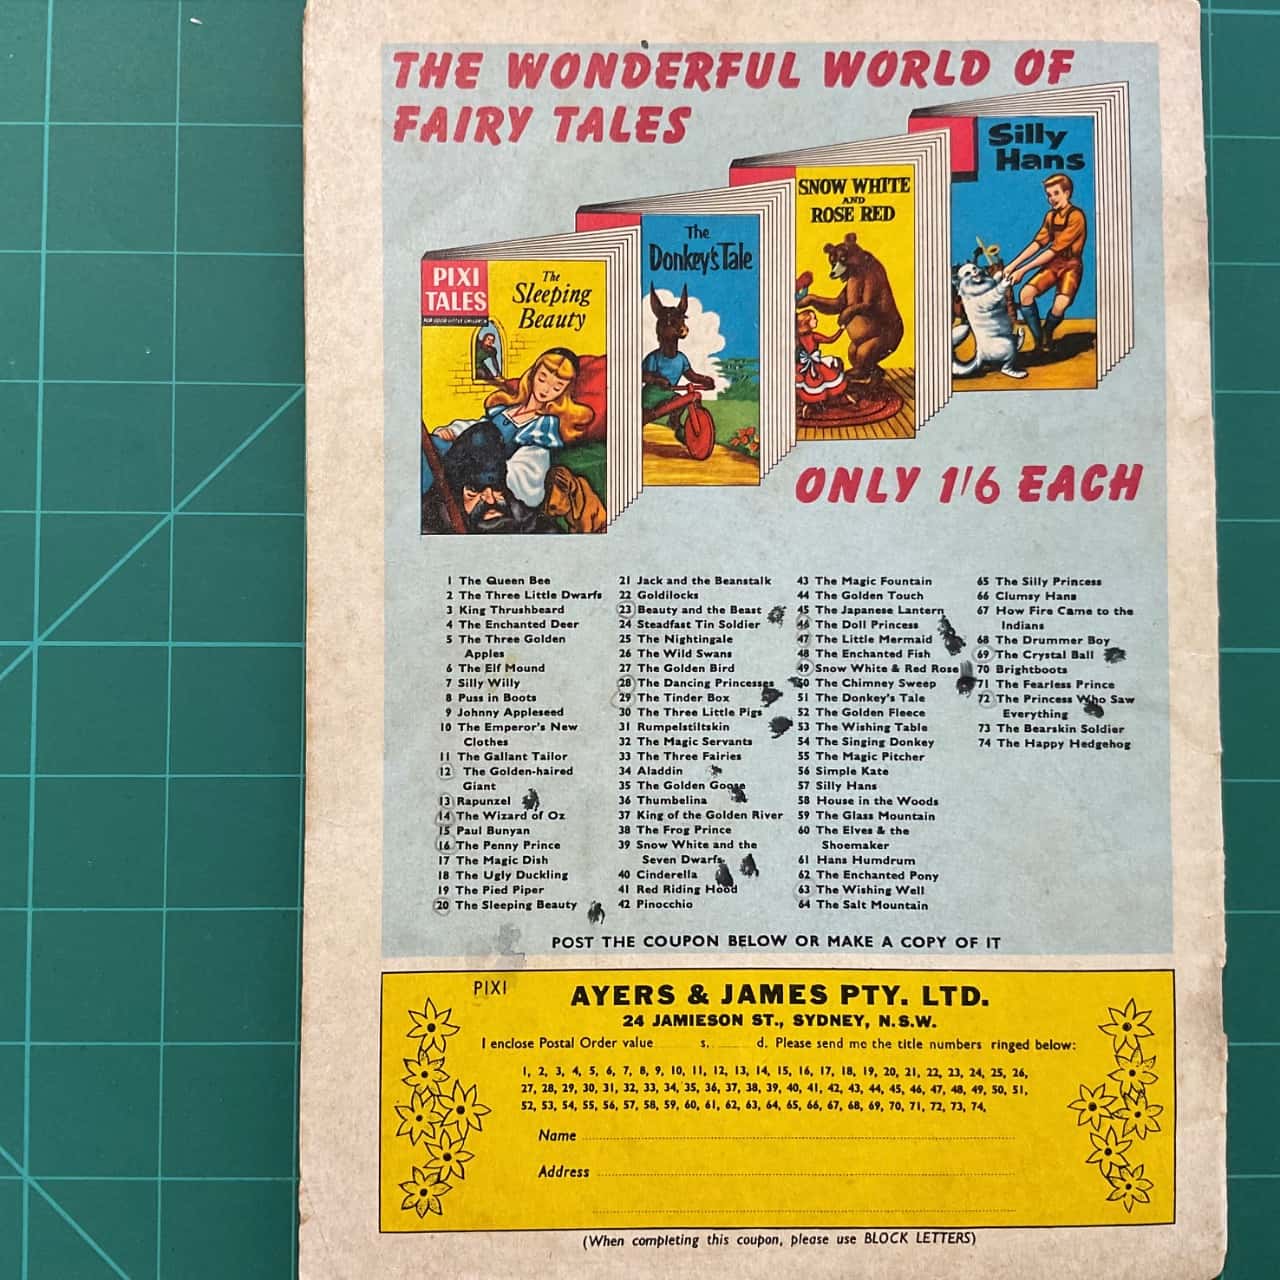 THE WONDERFUL WORLD OF
FAIRY TALES
Silly
Hans
SNOW WHITE
AND
ROSE RED
The
Donkey's Tale
PIXI
TALES
FOR GOOD LITTLE CHILDREN
The
Sleeping
Beauty
ONLY 1/6 EACH
1 The Queen Bee
2 The Three Little Dwarfs
3 King Thrushbeard
4 The Enchanted Deer
5 The Three Golden
Apples
6 The Elf Mound
7 Silly Willy
8 Puss in Boots
9 Johnny Appleseed
10 The Emperor's New
Clothes
11 The Gallant Tailor
12 The Golden-haired
Giant
13 Rapunzel
14 The Wizard of Oz
15 Paul Bunyan
16 The Penny Prince
17 The Magic Dish
18 The Ugly Duckling
19 The Pied Piper
20 The Sleeping Beauty
21 Jack and the Beanstalk
22 Goldilocks
23 Beauty and the Beast
24 Steadfast Tin Soldier
25 The Nightingale
26 The Wild Swans
27 The Golden Bird
28 The Dancing Princesses
29 The Tinder Box
30 The Three Little Pigs
31 Rumpelstiltskin
32 The Magic Servants
33 The Three Fairies
34 Aladdin
35 The Golden Goose
36 Thumbelina
37 King of the Golden River
38 The Frog Prince
39 Snow White and the
Seven Dwarfs
40 Cinderella
41 Red Riding Hood
42 Pinocchio
43 The Magic Fountain
44 The Golden Touch
45 The Japanese Lantern
46 The Doll Princess
47 The Little Mermaid
48 The Enchanted Fish
49 Snow White & Red Rose
50 The Chimney Sweep
51 The Donkey's Tale
52 The Golden Fleece
53 The Wishing Table
54 The Singing Donkey
55 The Magic Pitcher
56 Simple Kate
57 Silly Hans
58 House in the Woods
59 The Glass Mountain
60 The Elves & the
Shoemaker
61 Hans Humdrum
62 The Enchanted Pony
63 The Wishing Well
64 The Salt Mountain
65 The Silly Princess
66 Clumsy Hans
67 How Fire Came to the
Indians
68 The Drummer Boy
69 The Crystal Ball
70 Brightboots
71 The Fearless Prince
72 The Princess Who Saw
Everything
73 The Bearskin Soldier
74 The Happy Hedgehog
POST THE COUPON BELOW OR MAKE A COPY OF IT
PIXI
AYERS & JAMES PTY. LTD.
24 JAMIESON ST., SYDNEY, N.S.W.
I enclose Postal Order value s. d. Please send me the title numbers ringed below:
1, 2, 3, 4, 5, 6, 7, 8, 9, 10, 11, 12, 13, 14, 15, 16, 17, 18, 19, 20, 21, 22, 23, 24, 25, 26,
27, 28, 29, 30, 31, 32, 33, 34, 35, 36, 37, 38, 39, 40, 41, 42, 43, 44, 45, 46, 47, 48, 49, 50, 51,
52, 53, 54, 55, 56, 57, 58, 59, 60, 61, 62, 63, 64, 65, 66, 67, 68, 69, 70, 71, 72, 73, 74,
Name
Address
(When completing this coupon, please use BLOCK LETTERS)